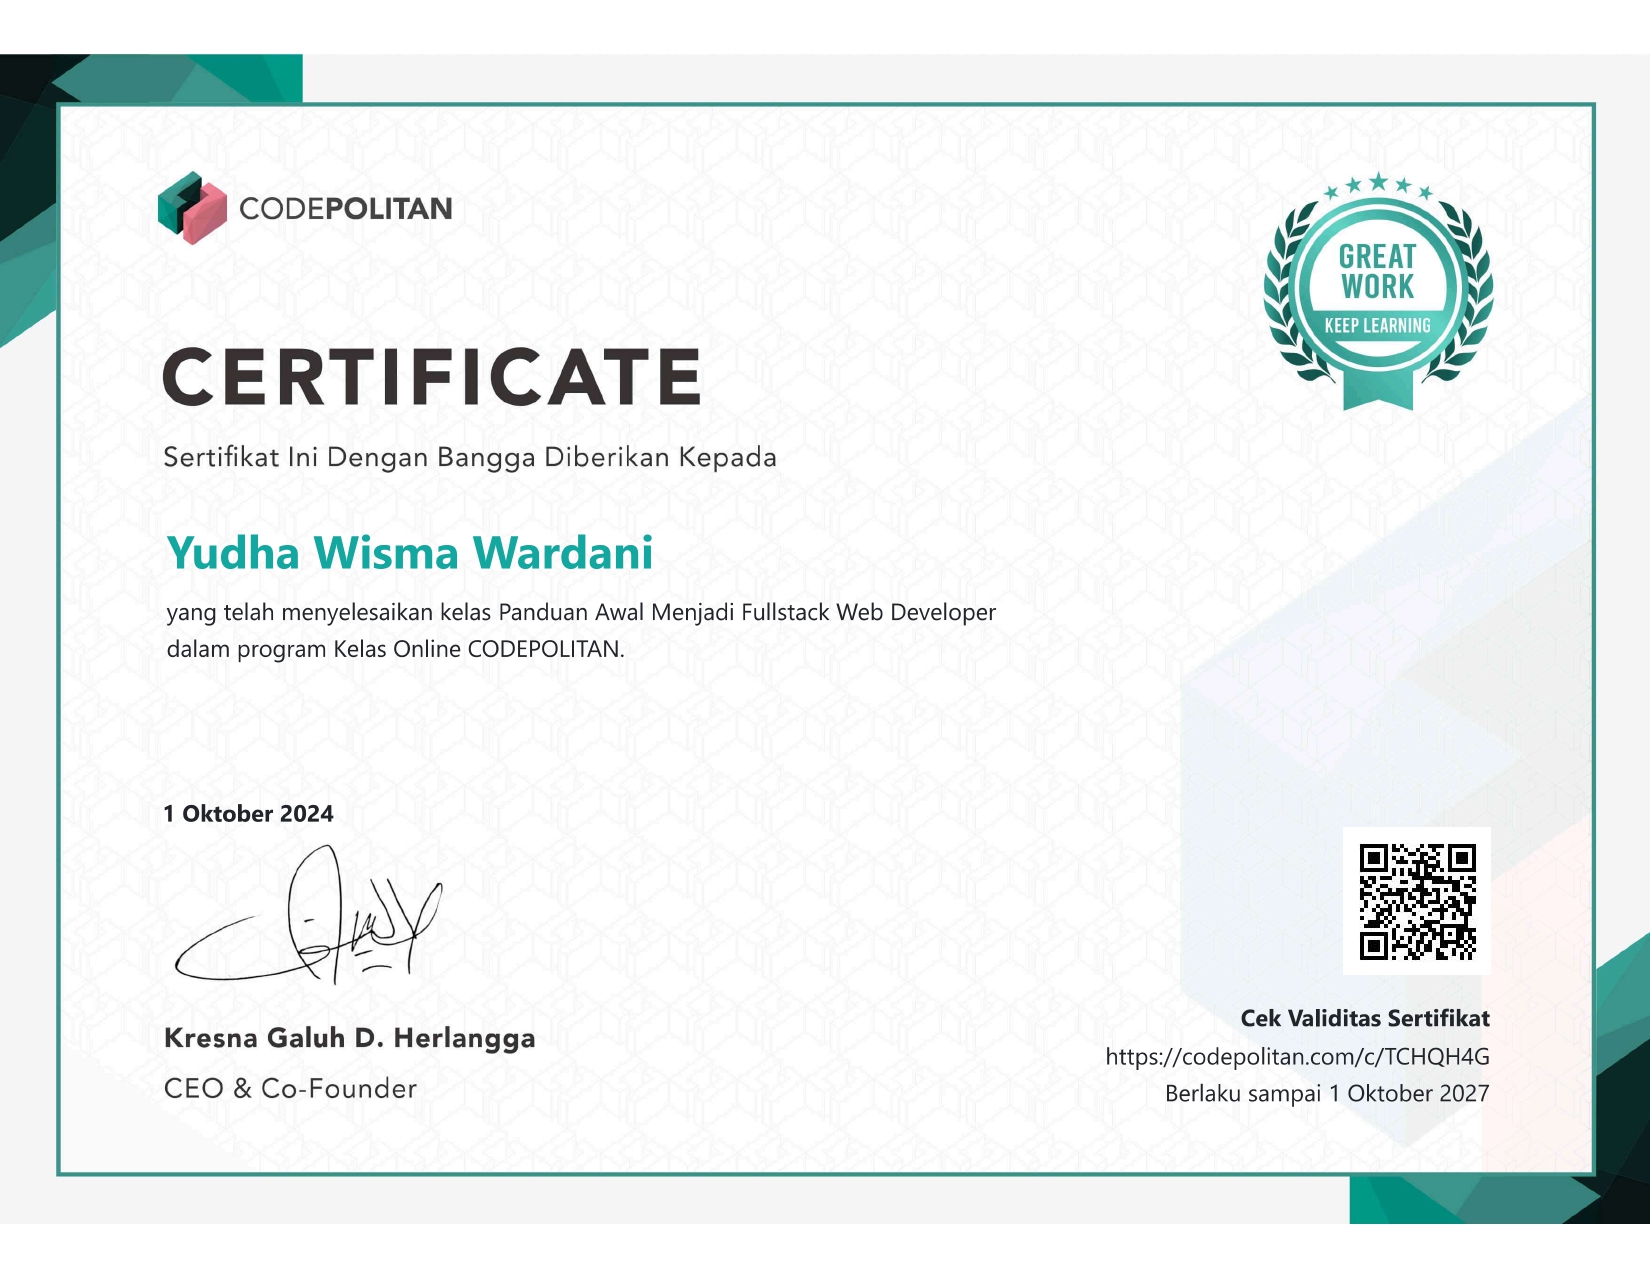 CODEPOLITAN
GREAT
WORK
KEEP LEARNING
CERTIFICATE
Sertifikat Ini Dengan Bangga Diberikan Kepada
Yudha Wisma Wardani
yang telah menyelesaikan kelas Panduan Awal Menjadi Fullstack Web Developer
dalam program Kelas Online CODEPOLITAN.
1 Oktober 2024
Kresna Galuh D. Herlangga
CEO & Co-Founder
Cek Validitas Sertifikat
https://codepolitan.com/c/TCHQH4G
Berlaku sampai 1 Oktober 2027